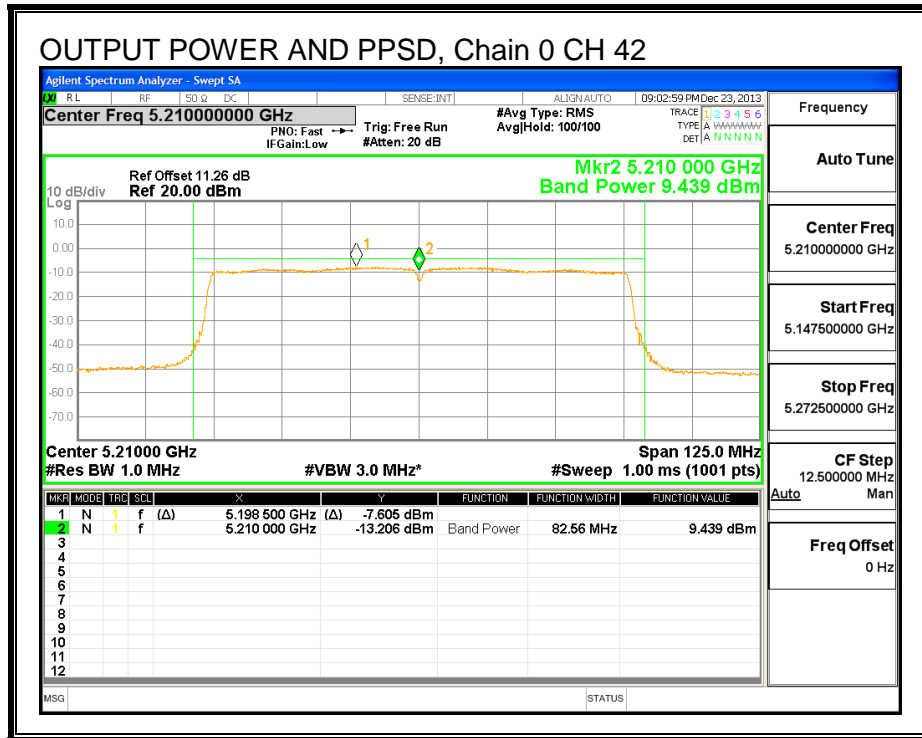 OUTPUT POWER AND PPSD, Chain 0 CH 42
Agilent Spectrum Analyzer - Swept SA
LXI RL RF 50 Ω DC SENSE:INT ALIGN AUTO 09:02:59 PM Dec 23, 2013
Center Freq 5.210000000 GHz
PNO: Fast
IFGain:Low
Trig: Free Run
#Atten: 20 dB
#Avg Type: RMS
Avg|Hold: 100/100
TRACE 1 2 3 4 5 6
TYPE A WWWWW
DET A N N N N N
Mkr2 5.210 000 GHz
Band Power 9.439 dBm
Ref Offset 11.26 dB
10 dB/div Ref 20.00 dBm
Log
10.0
0.00
-10.0
-20.0
-30.0
-40.0
-50.0
-60.0
-70.0
1
2
Center 5.21000 GHz Span 125.0 MHz
#Res BW 1.0 MHz #VBW 3.0 MHz* #Sweep 1.00 ms (1001 pts)
MKR MODE TRC SCL X Y FUNCTION FUNCTION WIDTH FUNCTION VALUE
1 N 1 f (Δ) 5.198 500 GHz (Δ) -7.605 dBm
2 N 1 f 5.210 000 GHz -13.206 dBm Band Power 82.56 MHz 9.439 dBm
3
4
5
6
7
8
9
10
11
12
MSG STATUS
Frequency
Auto Tune
Center Freq
5.210000000 GHz
Start Freq
5.147500000 GHz
Stop Freq
5.272500000 GHz
CF Step
12.500000 MHz
Auto Man
Freq Offset
0 Hz